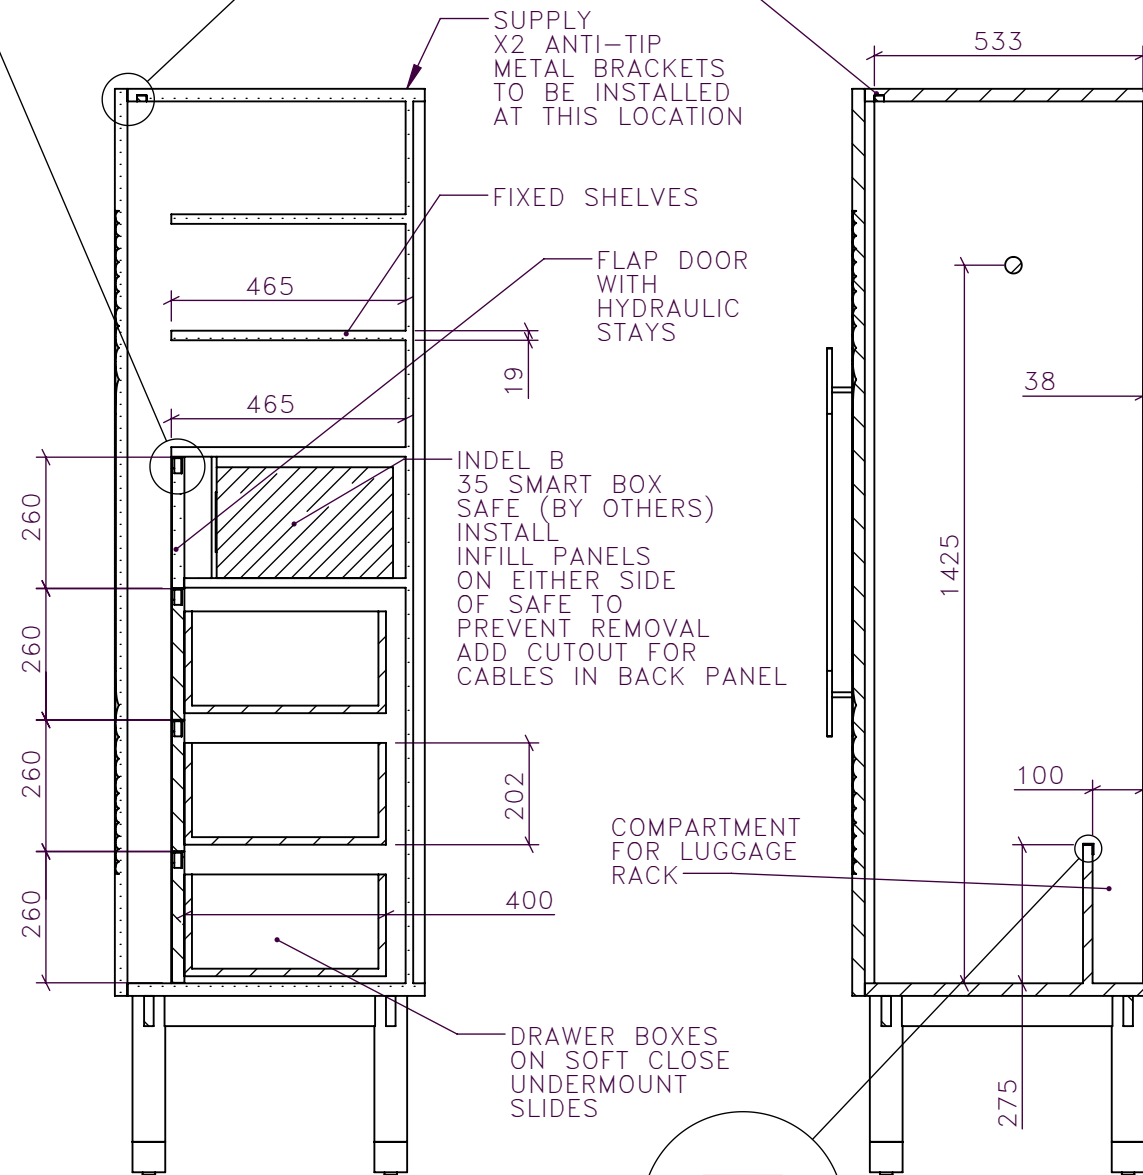 SUPPLY
X2 ANTI-TIP
METAL BRACKETS
TO BE INSTALLED
AT THIS LOCATION
533
FIXED SHELVES
FLAP DOOR
WITH
HYDRAULIC
STAYS
465
19
38
465
INDEL B
35 SMART BOX
SAFE (BY OTHERS)
INSTALL
INFILL PANELS
ON EITHER SIDE
OF SAFE TO
PREVENT REMOVAL
ADD CUTOUT FOR
CABLES IN BACK PANEL
260
260
260
260
1425
202
100
COMPARTMENT
FOR LUGGAGE
RACK
400
275
DRAWER BOXES
ON SOFT CLOSE
UNDERMOUNT
SLIDES